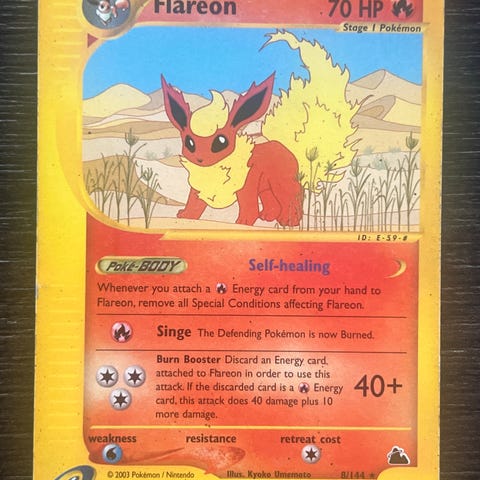 Flareon 70 HP
Stage 1 Pokémon
ID: E-59-#
Poké-BODY Self-healing
Whenever you attach a Energy card from your hand to
Flareon, remove all Special Conditions affecting Flareon.
Singe The Defending Pokémon is now Burned.
Burn Booster Discard an Energy card
attached to Flareon in order to use this
attack. If the discarded card is a Energy
card, this attack does 40 damage plus 10
more damage.
40+
weakness resistance retreat cost
© 2003 Pokémon / Nintendo Illus. Kyoko Umemoto 8/144 ★